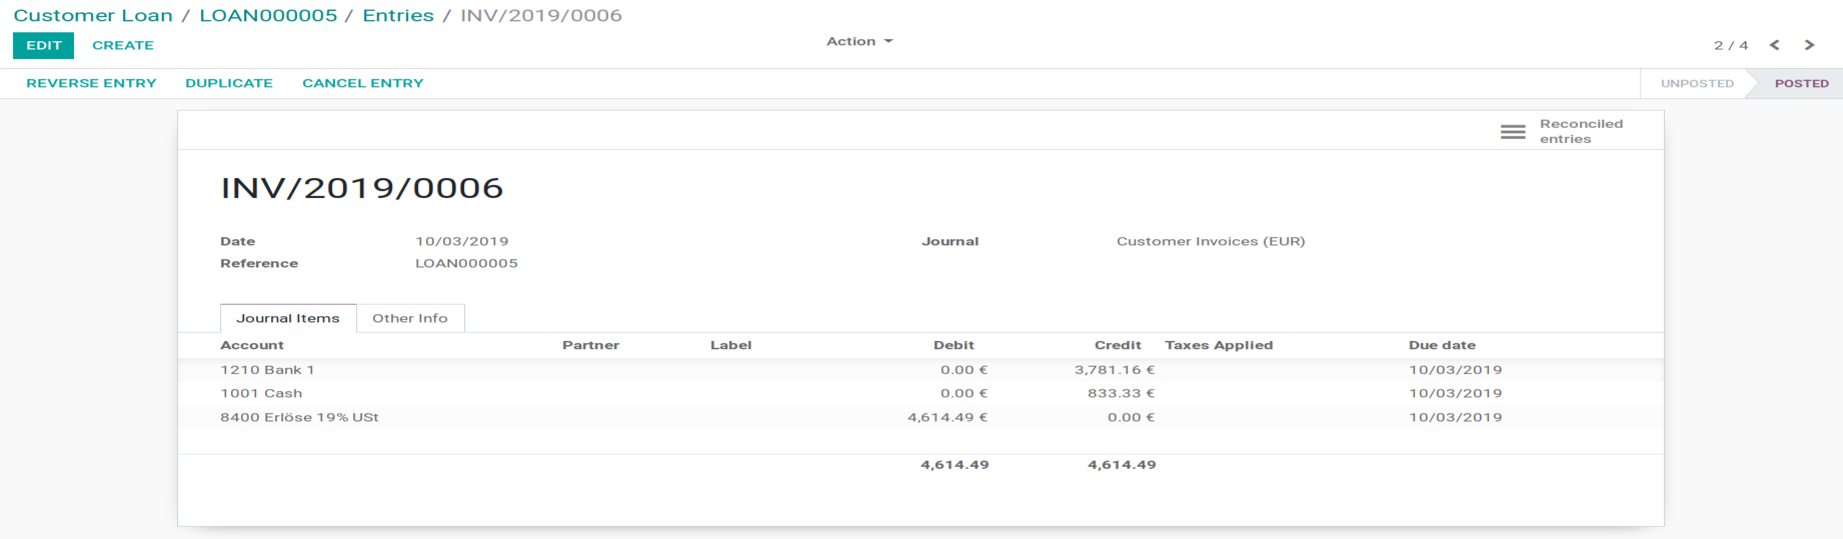 Customer Loan / LOAN000005 / Entries / INV/2019/0006
EDIT CREATE Action 2 / 4
REVERSE ENTRY DUPLICATE CANCEL ENTRY UNPOSTED POSTED
Reconciled
entries
INV/2019/0006
Date 10/03/2019 Journal Customer Invoices (EUR)
Reference LOAN000005
Journal Items Other Info
Account Partner Label Debit Credit Taxes Applied Due date
1210 Bank 1 0.00 € 3,781.16 € 10/03/2019
1001 Cash 0.00 € 833.33 € 10/03/2019
8400 Erlöse 19% USt 4,614.49 € 0.00 € 10/03/2019
4,614.49 4,614.49